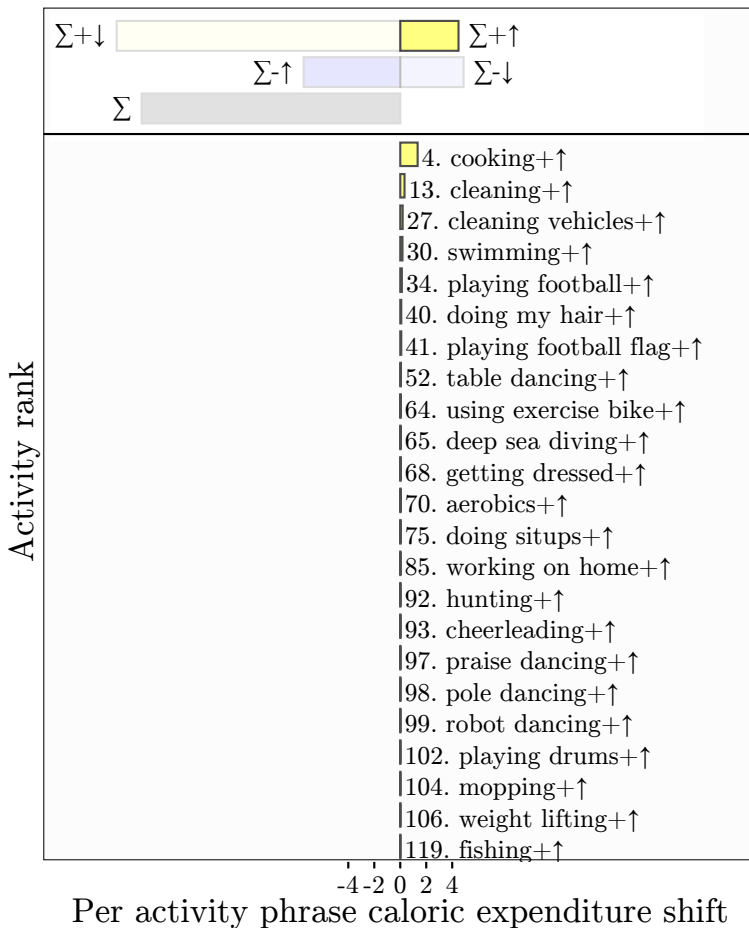 ∑+↓ ∑+↑
∑-↑ ∑-↓
∑
4. cooking+↑
13. cleaning+↑
27. cleaning vehicles+↑
30. swimming+↑
34. playing football+↑
40. doing my hair+↑
41. playing football flag+↑
52. table dancing+↑
64. using exercise bike+↑
65. deep sea diving+↑
68. getting dressed+↑
70. aerobics+↑
75. doing situps+↑
85. working on home+↑
92. hunting+↑
93. cheerleading+↑
97. praise dancing+↑
98. pole dancing+↑
99. robot dancing+↑
102. playing drums+↑
104. mopping+↑
106. weight lifting+↑
119. fishing+↑
Activity rank
-4 -2 0 2 4
Per activity phrase caloric expenditure shift